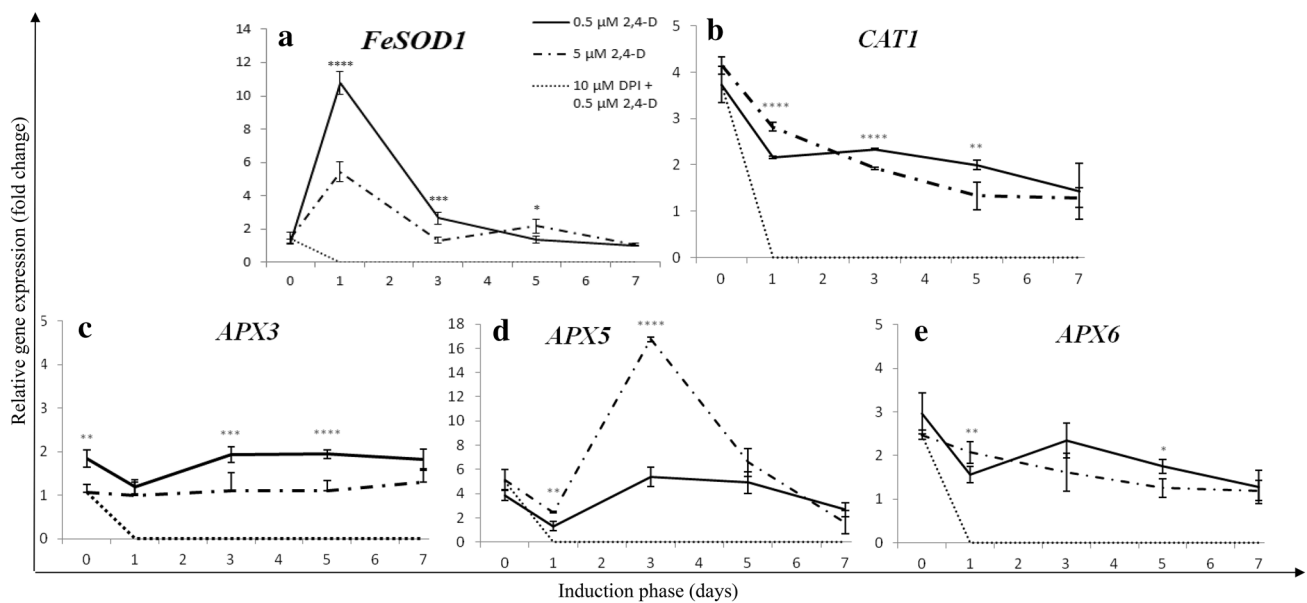 Relative gene expression (fold change)
a
FeSOD1
0.5 µM 2,4-D
5 µM 2,4-D
10 µM DPI +
0.5 µM 2,4-D
14
12
10
8
6
4
2
0
****
***
*
0 1 2 3 4 5 6 7
b
CAT1
5
4
3
2
1
0
****
****
**
0 1 2 3 4 5 6 7
c
APX3
5
4
3
2
1
0
**
***
****
0 1 2 3 4 5 6 7
d
APX5
18
16
14
12
10
8
6
4
2
0
**
****
0 1 2 3 4 5 6 7
e
APX6
5
4
3
2
1
0
**
*
0 1 2 3 4 5 6 7
Induction phase (days)